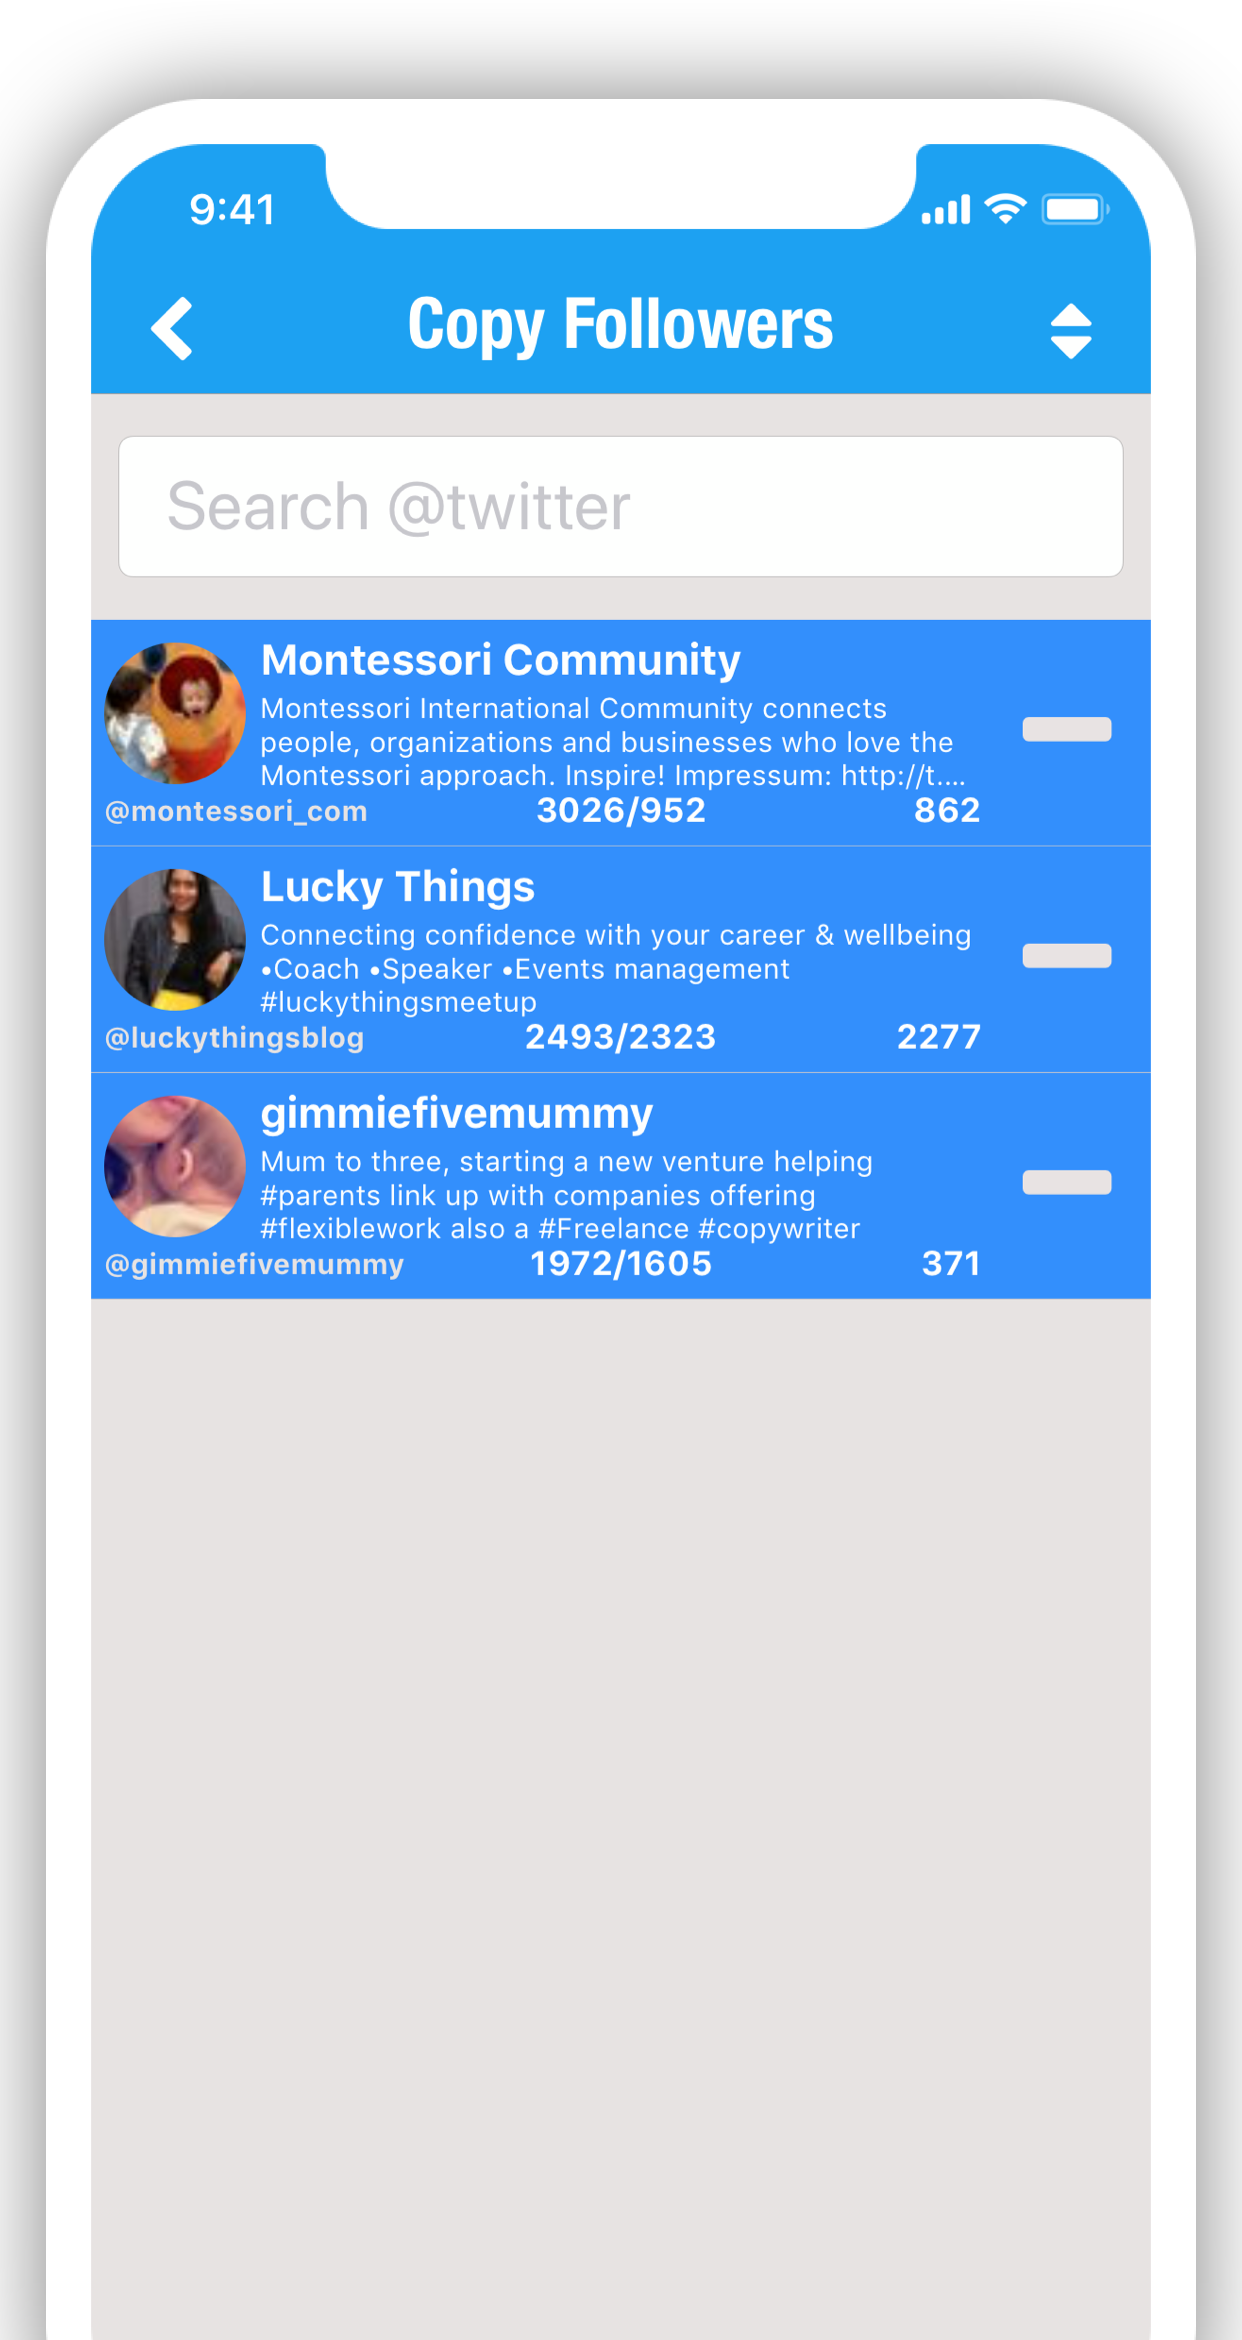 9:41
Copy Followers
Search @twitter
Montessori Community
Montessori International Community connects
people, organizations and businesses who love the
Montessori approach. Inspire! Impressum: http://t....
@montessori_com 3026/952 862
Lucky Things
Connecting confidence with your career & wellbeing
•Coach •Speaker •Events management
#luckythingsmeetup
@luckythingsblog 2493/2323 2277
gimmiefivemummy
Mum to three, starting a new venture helping
#parents link up with companies offering
#flexiblework also a #Freelance #copywriter
@gimmiefivemummy 1972/1605 371